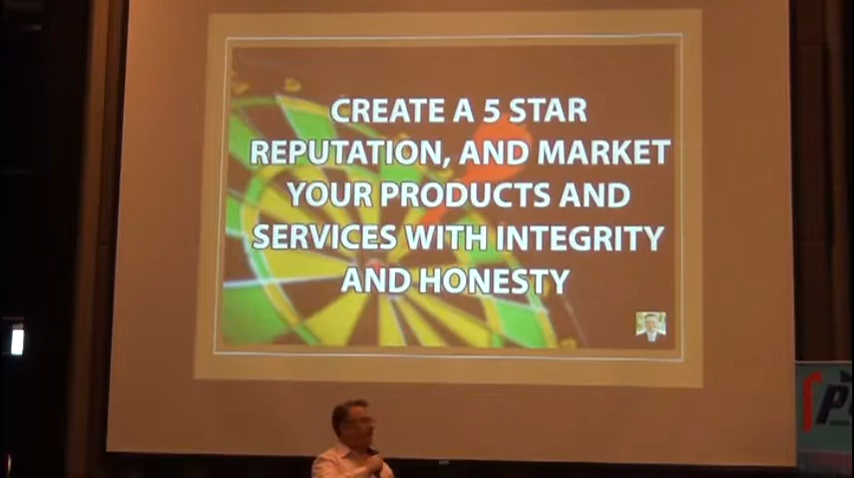 CREATE A 5 STAR
REPUTATION, AND MARKET
YOUR PRODUCTS AND
SERVICES WITH INTEGRITY
AND HONESTY